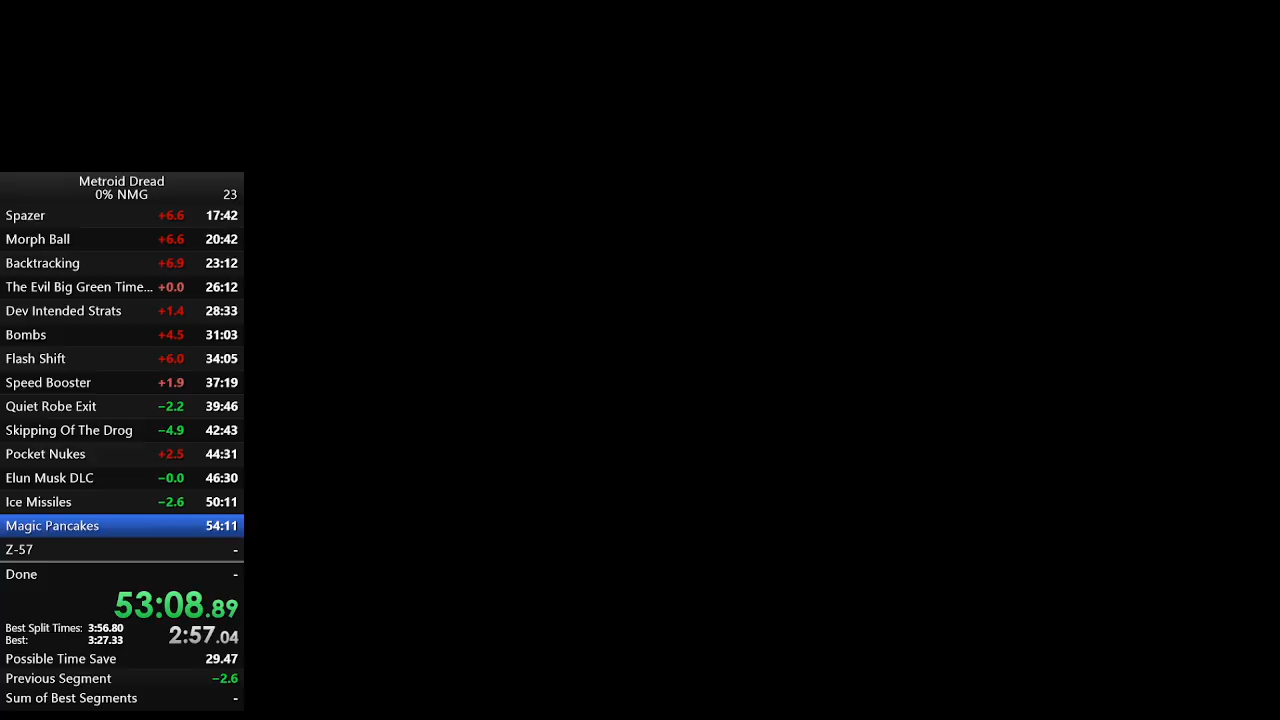 Metroid Dread
0% NMG 23
Spazer +6.6 17:42
Morph Ball +6.6 20:42
Backtracking +6.9 23:12
The Evil Big Green Time... +0.0 26:12
Dev Intended Strats +1.4 28:33
Bombs +4.5 31:03
Flash Shift +6.0 34:05
Speed Booster +1.9 37:19
Quiet Robe Exit −2.2 39:46
Skipping Of The Drog −4.9 42:43
Pocket Nukes +2.5 44:31
Elun Musk DLC −0.0 46:30
Ice Missiles −2.6 50:11
Magic Pancakes 54:11
Z-57 -
Done -
53:08.89
Best Split Times: 3:56.80
Best: 3:27.33 2:57.04
Possible Time Save 29.47
Previous Segment −2.6
Sum of Best Segments -